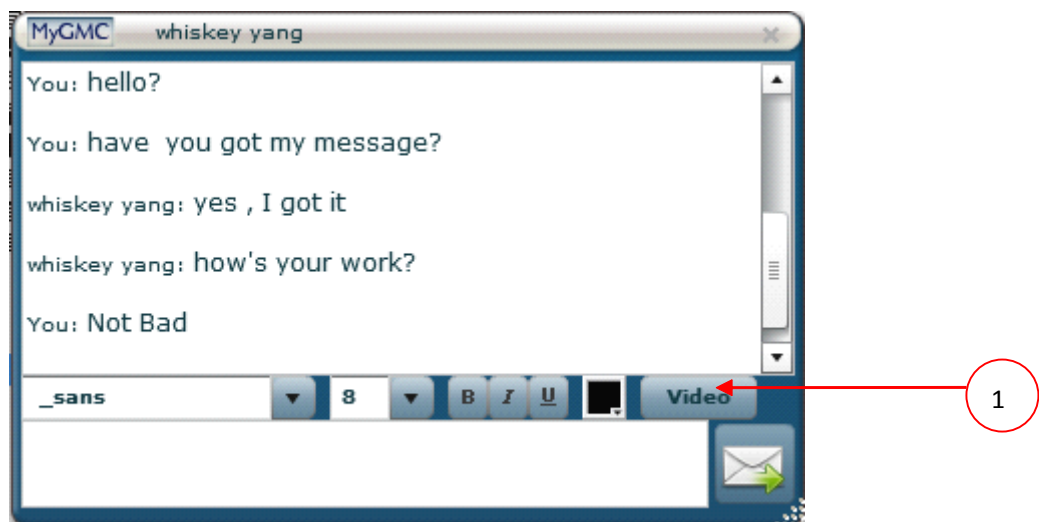 MyGMC whiskey yang
You: hello?
You: have you got my message?
whiskey yang: yes , I got it
whiskey yang: how's your work?
You: Not Bad
_sans 8 B I U Video
1